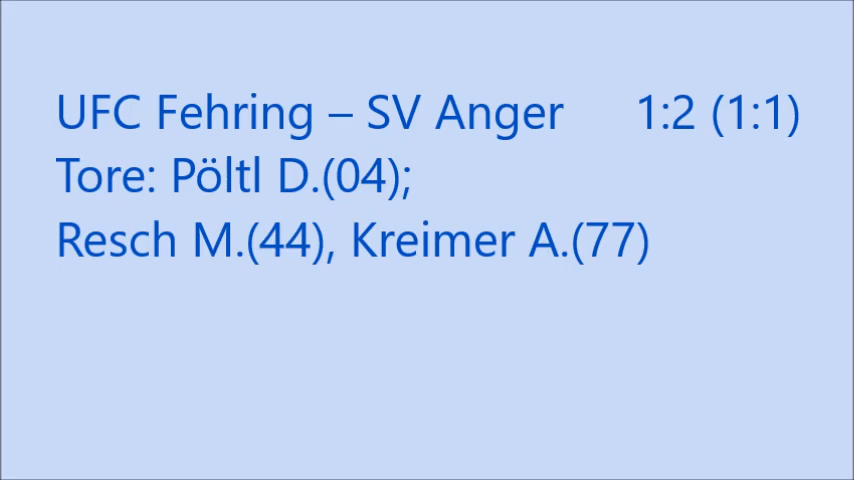 UFC Fehring – SV Anger 1:2 (1:1)
Tore: Pöltl D.(04);
Resch M.(44), Kreimer A.(77)